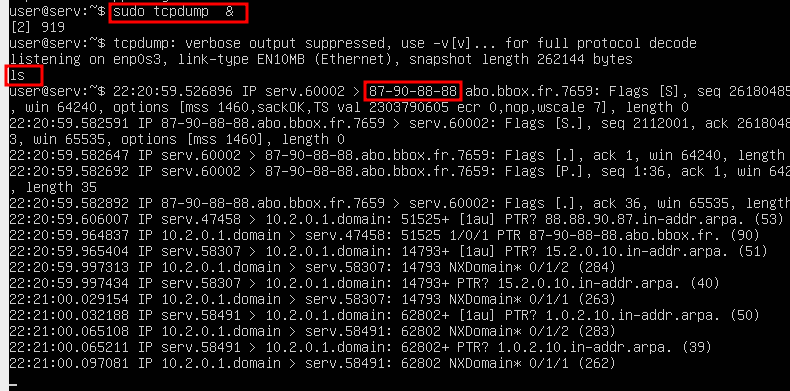 user@serv:~$ sudo tcpdump  &
[2] 919
user@serv:~$ tcpdump: verbose output suppressed, use -v[v]... for full protocol decode
listening on enp0s3, link-type EN10MB (Ethernet), snapshot length 262144 bytes
ls
user@serv:~$ 22:20:59.526896 IP serv.60002 > 87-90-88-88.abo.bbox.fr.7659: Flags [S], seq 26180485
, win 64240, options [mss 1460,sackOK,TS val 2303790605 ecr 0,nop,wscale 7], length 0
22:20:59.582591 IP 87-90-88-88.abo.bbox.fr.7659 > serv.60002: Flags [S.], seq 2112001, ack 2618048
3, win 65535, options [mss 1460], length 0
22:20:59.582647 IP serv.60002 > 87-90-88-88.abo.bbox.fr.7659: Flags [.], ack 1, win 64240, length
22:20:59.582692 IP serv.60002 > 87-90-88-88.abo.bbox.fr.7659: Flags [P.], seq 1:36, ack 1, win 642
, length 35
22:20:59.582892 IP 87-90-88-88.abo.bbox.fr.7659 > serv.60002: Flags [.], ack 36, win 65535, length
22:20:59.606007 IP serv.47458 > 10.2.0.1.domain: 51525+ [1au] PTR? 88.88.90.87.in-addr.arpa. (53)
22:20:59.964837 IP 10.2.0.1.domain > serv.47458: 51525 1/0/1 PTR 87-90-88-88.abo.bbox.fr. (90)
22:20:59.965404 IP serv.58307 > 10.2.0.1.domain: 14793+ [1au] PTR? 15.2.0.10.in-addr.arpa. (51)
22:20:59.997313 IP 10.2.0.1.domain > serv.58307: 14793 NXDomain* 0/1/2 (284)
22:20:59.997434 IP serv.58307 > 10.2.0.1.domain: 14793+ PTR? 15.2.0.10.in-addr.arpa. (40)
22:21:00.029154 IP 10.2.0.1.domain > serv.58307: 14793 NXDomain* 0/1/1 (263)
22:21:00.032188 IP serv.58491 > 10.2.0.1.domain: 62802+ [1au] PTR? 1.0.2.10.in-addr.arpa. (50)
22:21:00.065108 IP 10.2.0.1.domain > serv.58491: 62802 NXDomain* 0/1/2 (283)
22:21:00.065211 IP serv.58491 > 10.2.0.1.domain: 62802+ PTR? 1.0.2.10.in-addr.arpa. (39)
22:21:00.097081 IP 10.2.0.1.domain > serv.58491: 62802 NXDomain* 0/1/1 (262)